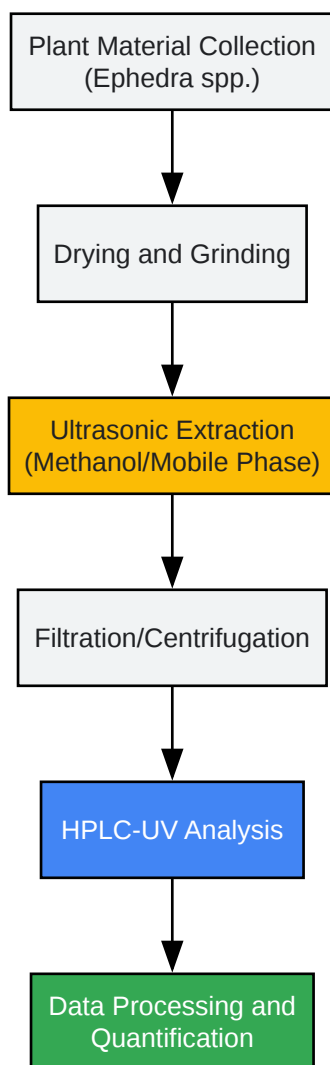 Plant Material Collection
(Ephedra spp.)
Drying and Grinding
Ultrasonic Extraction
(Methanol/Mobile Phase)
Filtration/Centrifugation
HPLC-UV Analysis
Data Processing and
Quantification